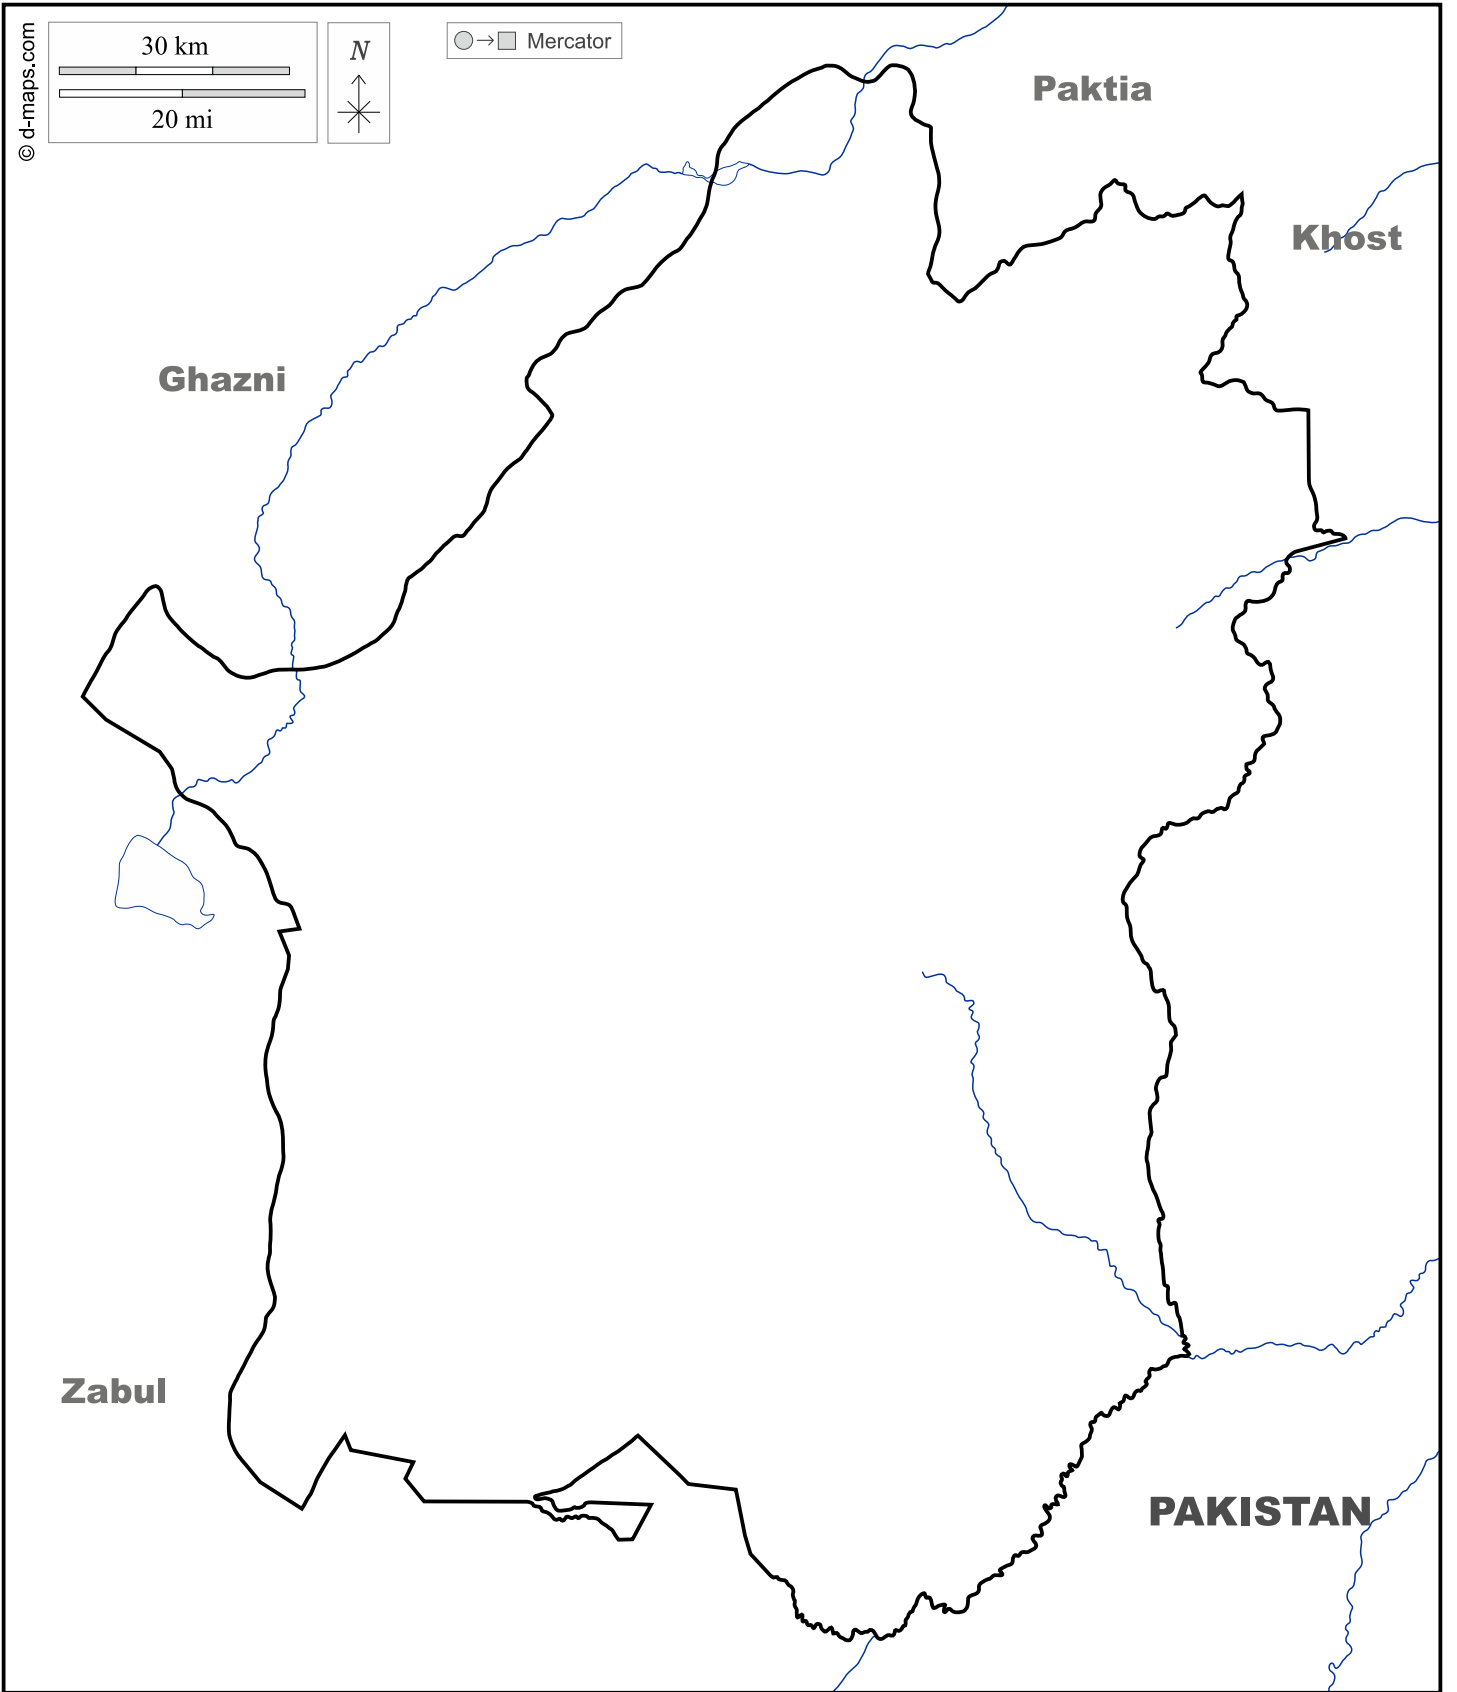 © d-maps.com
30 km
20 mi
N
Mercator
Paktia
Khost
Ghazni
Zabul
PAKISTAN